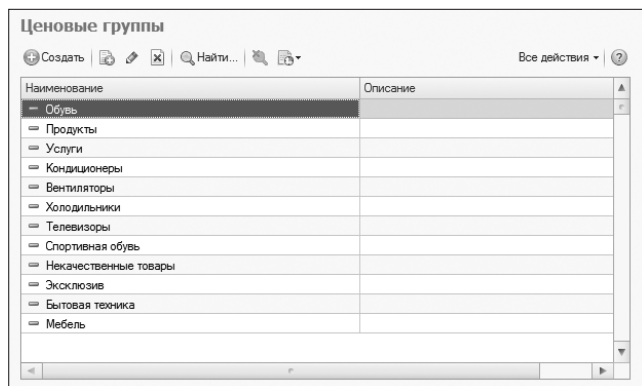 Ценовые группы
Создать Найти... Все действия
Наименование Описание
Обувь
Продукты
Услуги
Кондиционеры
Вентиляторы
Холодильники
Телевизоры
Спортивная обувь
Некачественные товары
Эксклюзив
Бытовая техника
Мебель